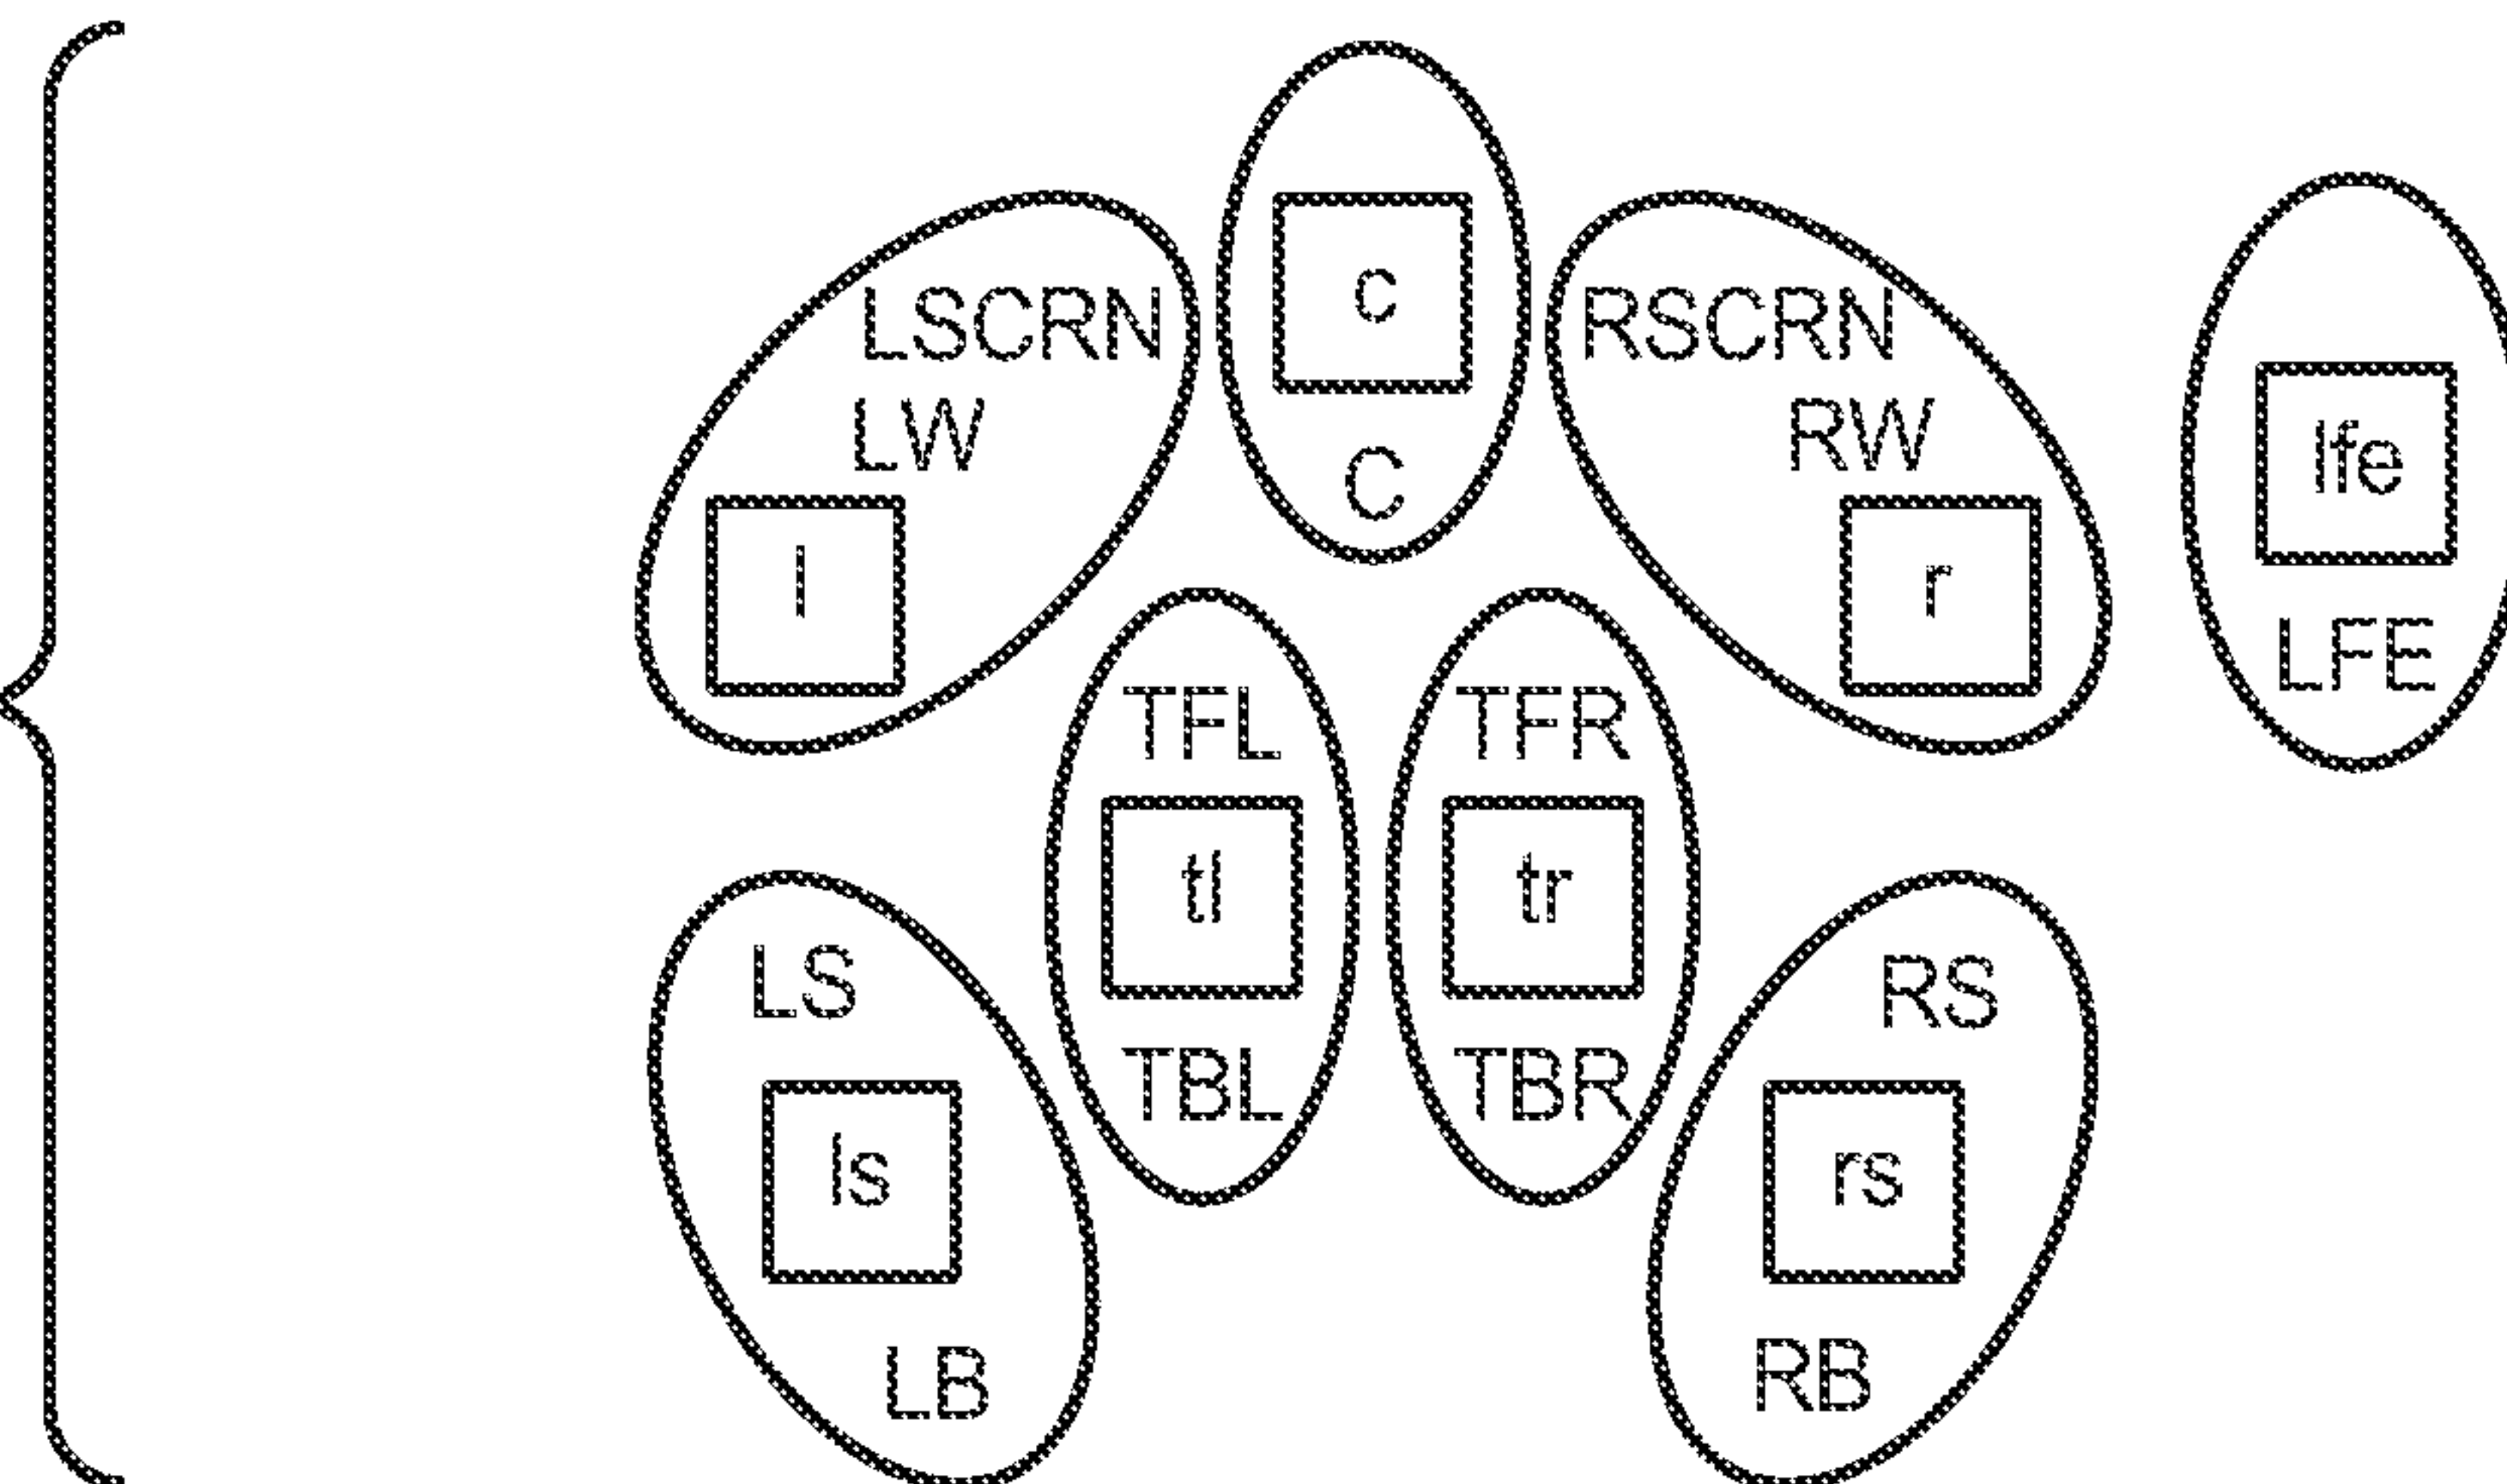 c
LSCRN
RSCRN
LW
RW
C
lfe
l
r
LFE
TFL
TFR
tl
tr
LS
RS
TBL
TBR
ls
rs
LB
RB